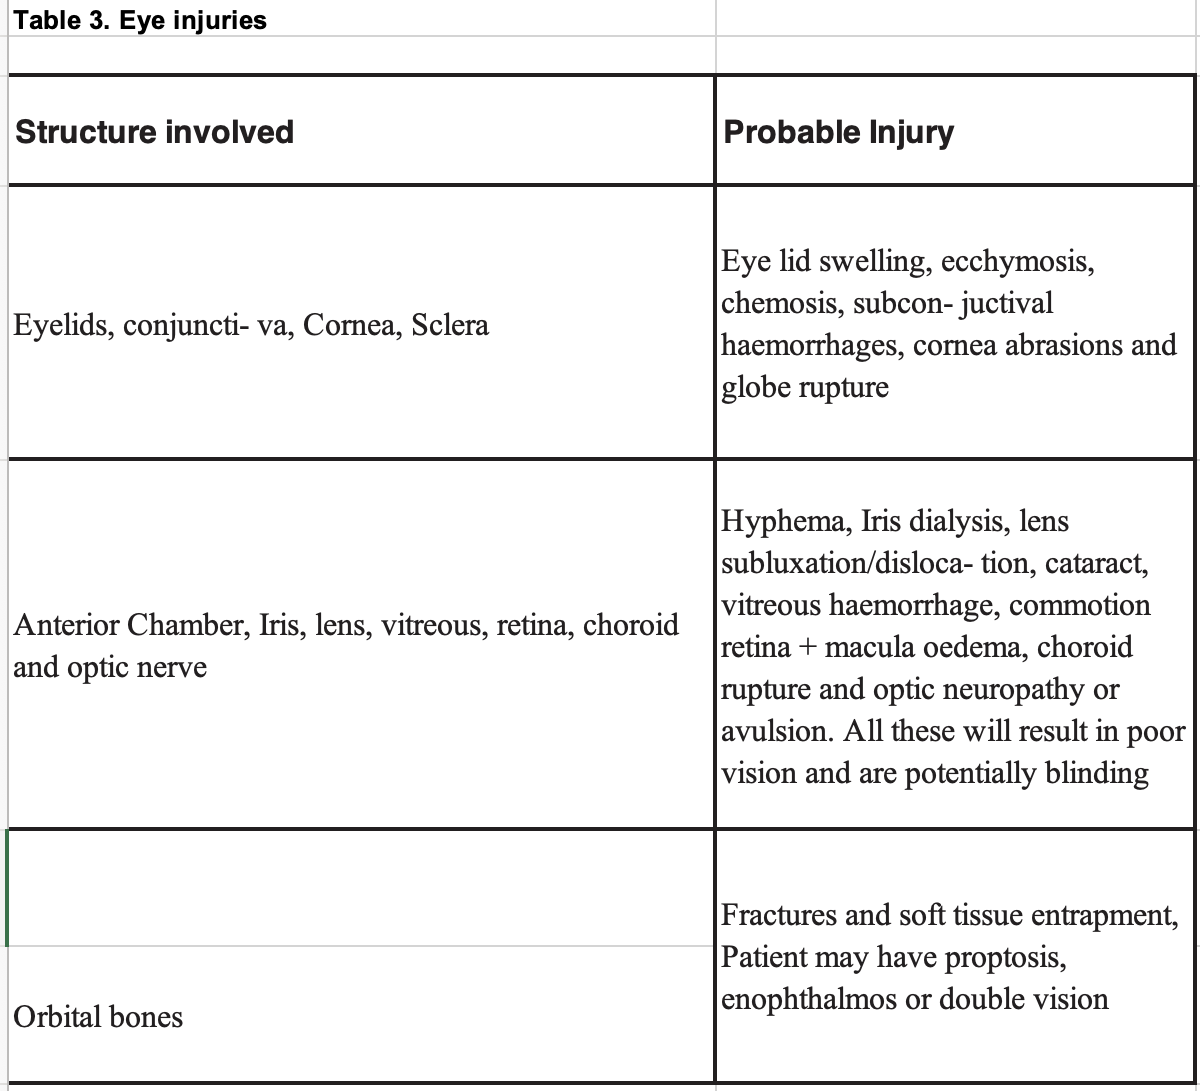 Table 3. Eye injuries
Structure involved
Probable Injury
Eyelids, conjuncti- va, Cornea, Sclera
Eye lid swelling, ecchymosis,
chemosis, subcon- juctival
haemorrhages, cornea abrasions and
globe rupture
Anterior Chamber, Iris, lens, vitreous, retina, choroid
and optic nerve
Hyphema, Iris dialysis, lens
subluxation/disloca- tion, cataract,
vitreous haemorrhage, commotion
retina + macula oedema, choroid
rupture and optic neuropathy or
avulsion. All these will result in poor
vision and are potentially blinding
Orbital bones
Fractures and soft tissue entrapment,
Patient may have proptosis,
enophthalmos or double vision